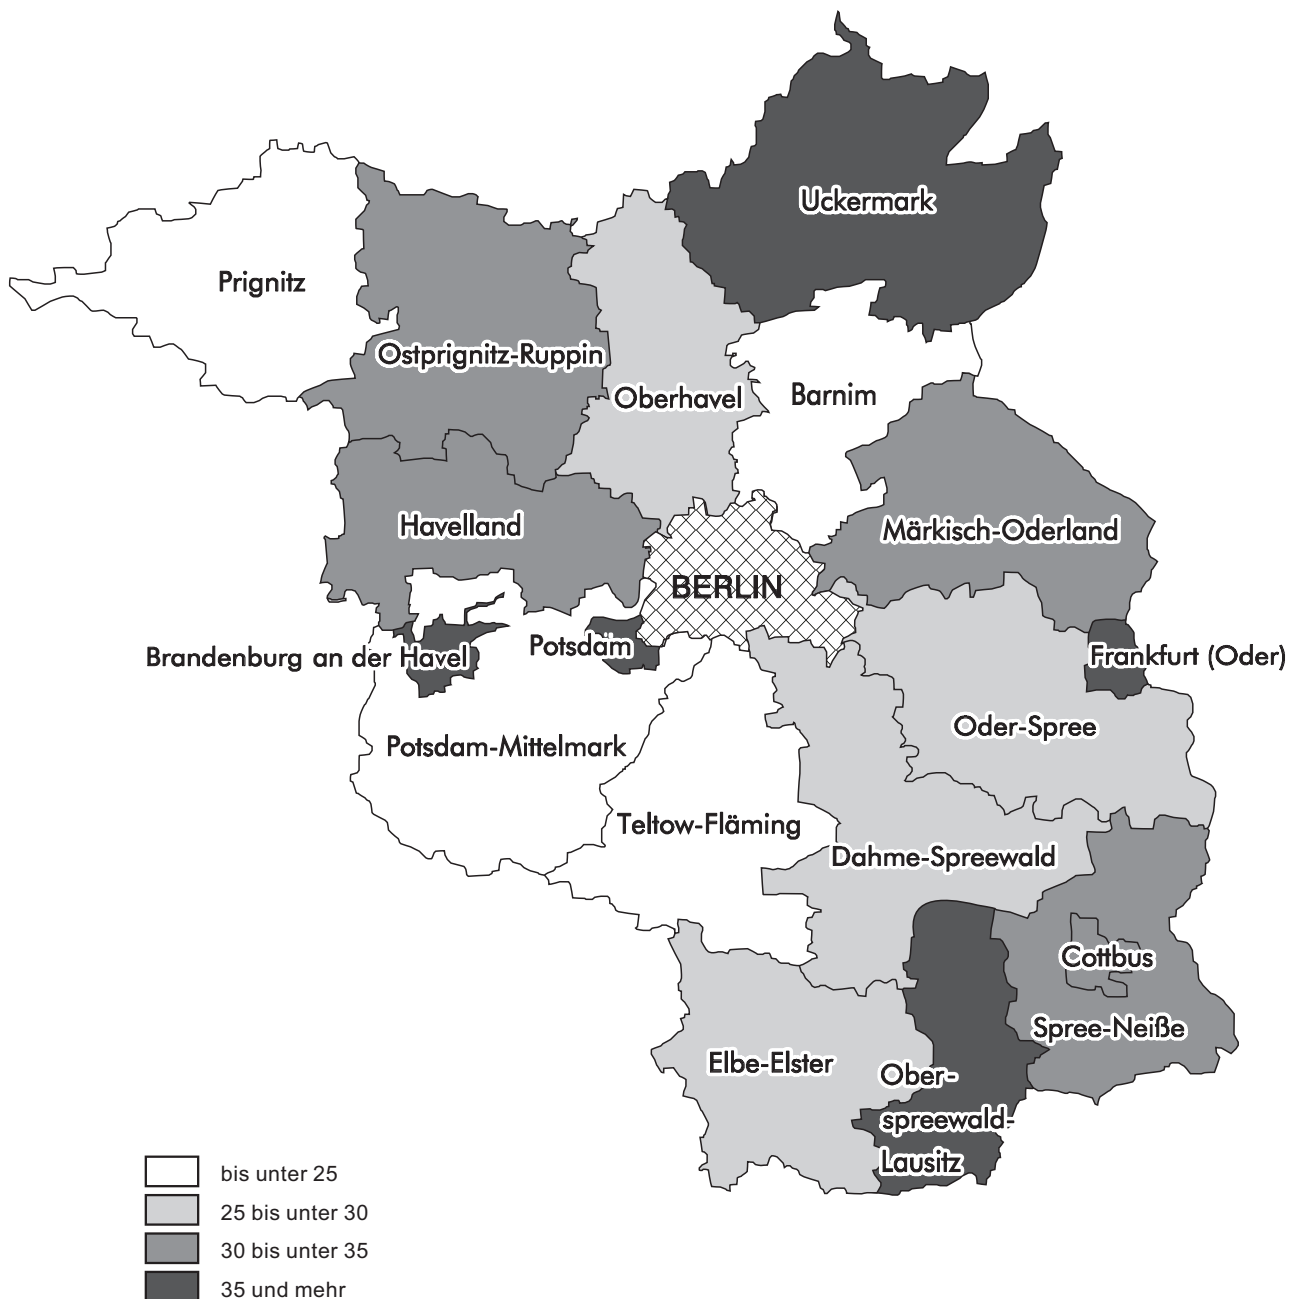 Uckermark
Prignitz
Ostprignitz-Ruppin
Oberhavel
Barnim
Havelland
Märkisch-Oderland
BERLIN
Brandenburg an der Havel
Potsdam
Frankfurt (Oder)
Potsdam-Mittelmark
Oder-Spree
Teltow-Fläming
Dahme-Spreewald
Cottbus
Spree-Neiße
Elbe-Elster
Ober-
spreewald-
Lausitz
bis unter 25
25 bis unter 30
30 bis unter 35
35 und mehr